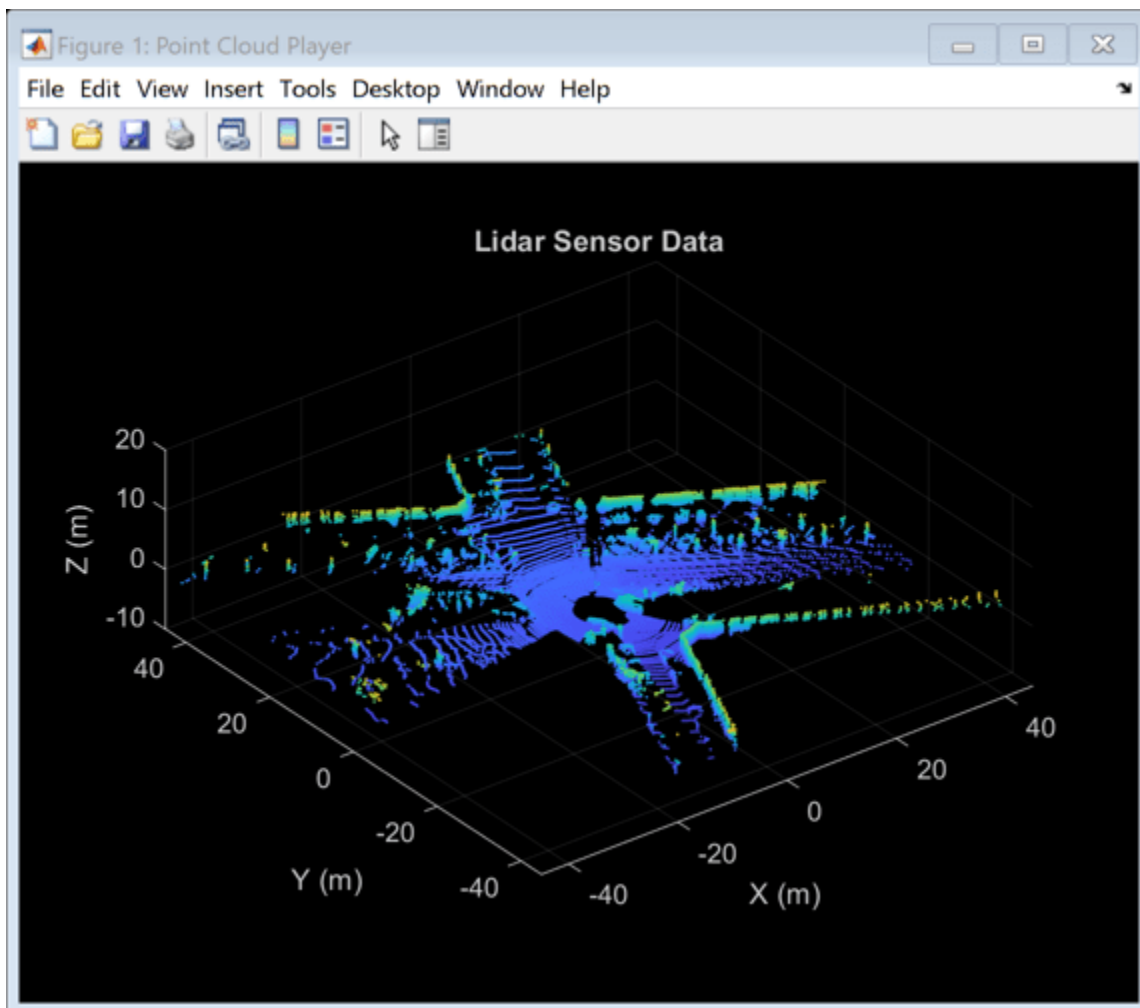 Figure 1: Point Cloud Player
File Edit View Insert Tools Desktop Window Help
Lidar Sensor Data
20
10
0
-10
Z (m)
40
20
0
-20
-40
Y (m)
-40
-20
0
20
40
X (m)